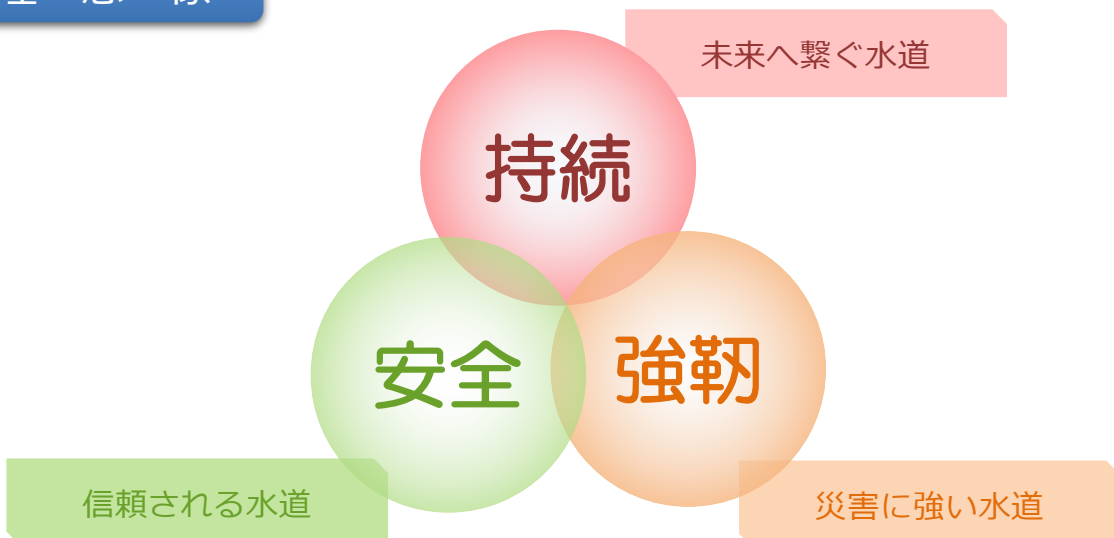 未来へ繋ぐ水道
持続
安全
強靭
信頼される水道
災害に強い水道